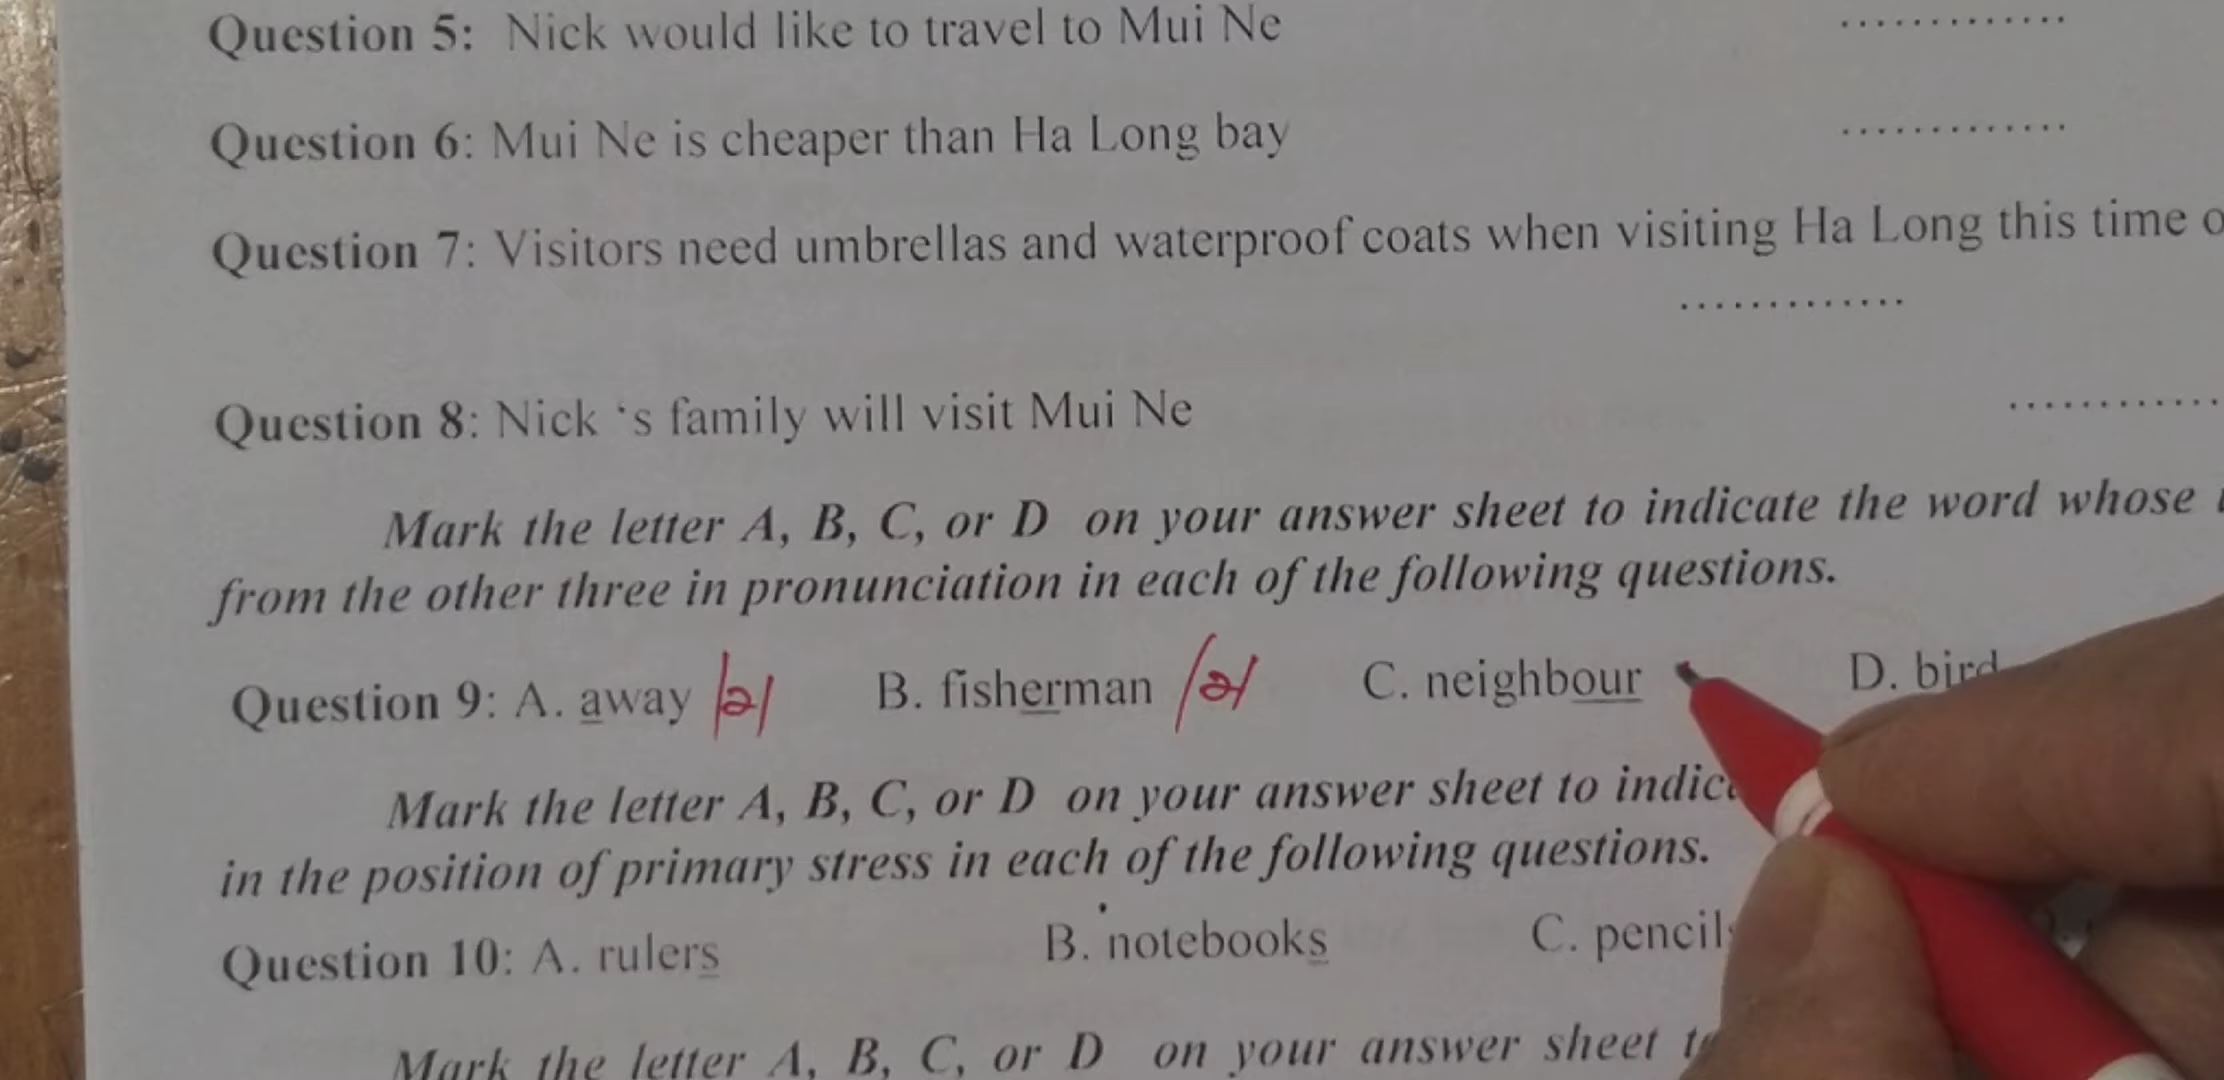 Question 5: Nick would like to travel to Mui Ne .............
Question 6: Mui Ne is cheaper than Ha Long bay .............
Question 7: Visitors need umbrellas and waterproof coats when visiting Ha Long this time
.............
Question 8: Nick ‘s family will visit Mui Ne ............
Mark the letter A, B, C, or D on your answer sheet to indicate the word whose
from the other three in pronunciation in each of the following questions.
Question 9: A. away /ə/ B. fisherman /ə/ C. neighbour D. bird
Mark the letter A, B, C, or D on your answer sheet to
in the position of primary stress in each of the following questions.
Question 10: A. rulers B. notebooks C. pencils
Mark the letter A, B, C, or D on your answer sheet